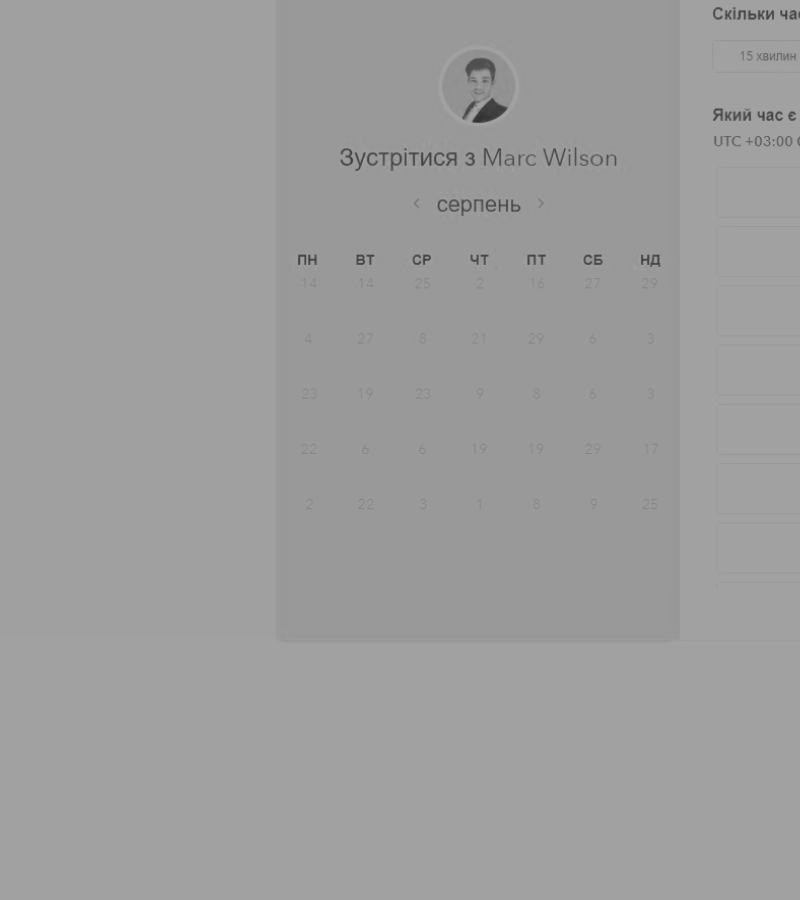 Зустрітися з Marc Wilson
серпень
ПН ВТ СР ЧТ ПТ СБ НД
14 14 25 2 16 27 29
4 27 8 21 29 6 3
23 19 23 9 8 6 3
22 6 6 19 19 29 17
2 22 3 1 8 9 25
Скільки
15 хвилин
Який час є
UTC +03:00